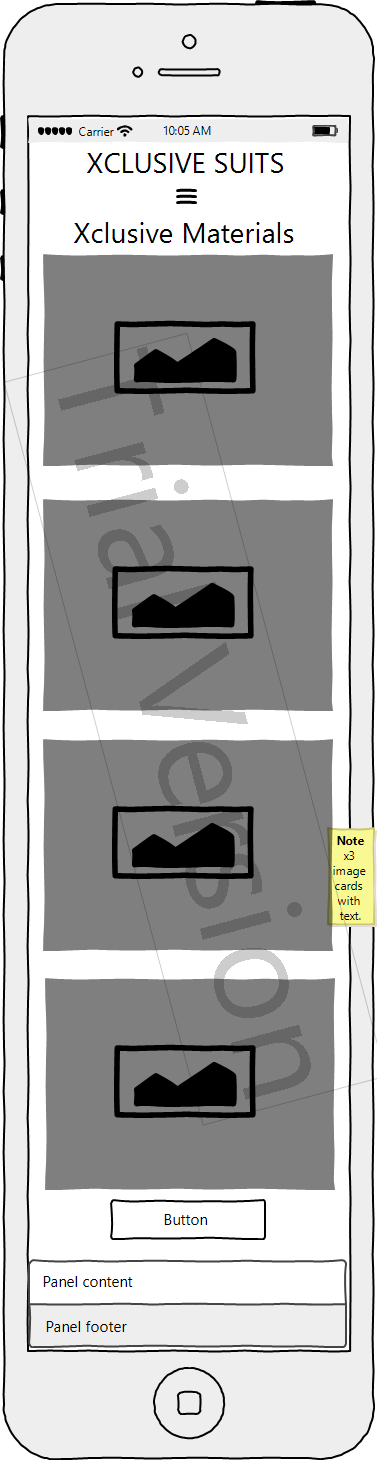 Carrier 10:05 AM
XCLUSIVE SUITS
Xclusive Materials
Trial Version
Note
x3
image
cards
with
text.
Button
Panel content
Panel footer